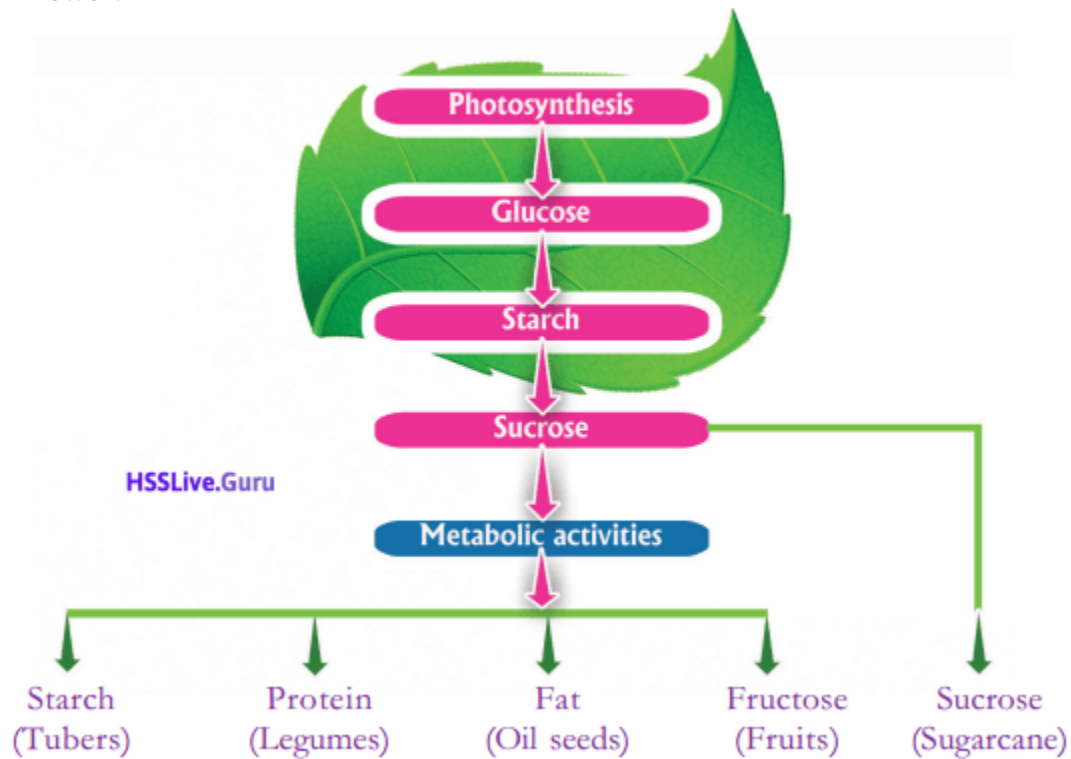 Photosynthesis
Glucose
Starch
Sucrose
HSSLive.Guru
Metabolic activities
Starch Protein Fat Fructose Sucrose
(Tubers) (Legumes) (Oil seeds) (Fruits) (Sugarcane)